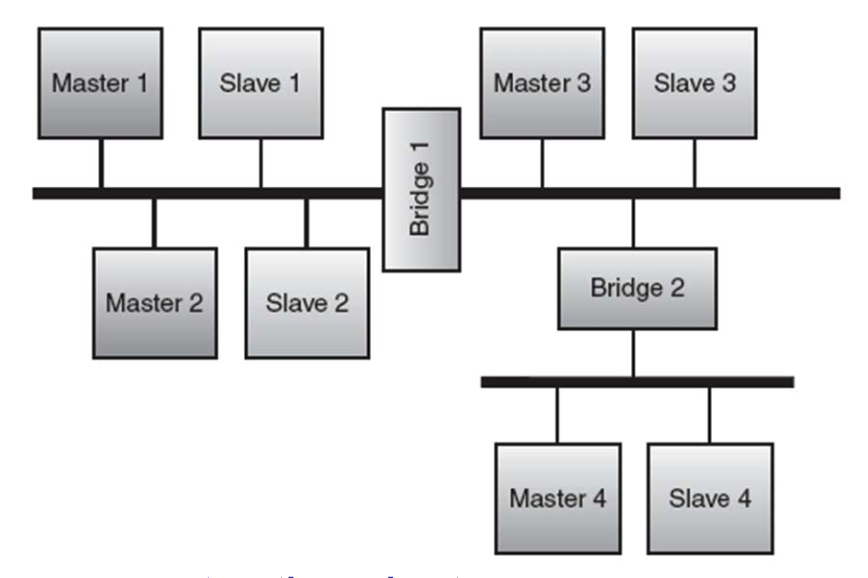 Master 1
Slave 1
Master 3
Slave 3
Bridge 1
Master 2
Slave 2
Bridge 2
Master 4
Slave 4